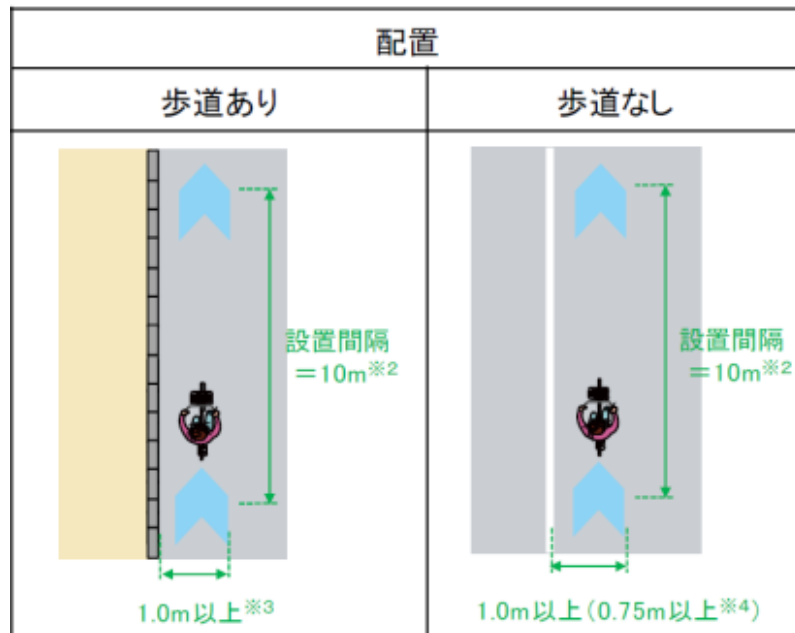 配置
歩道あり
歩道なし
設置間隔
=10m※2
設置間隔
=10m※2
1.0m以上※3
1.0m以上(0.75m以上※4)